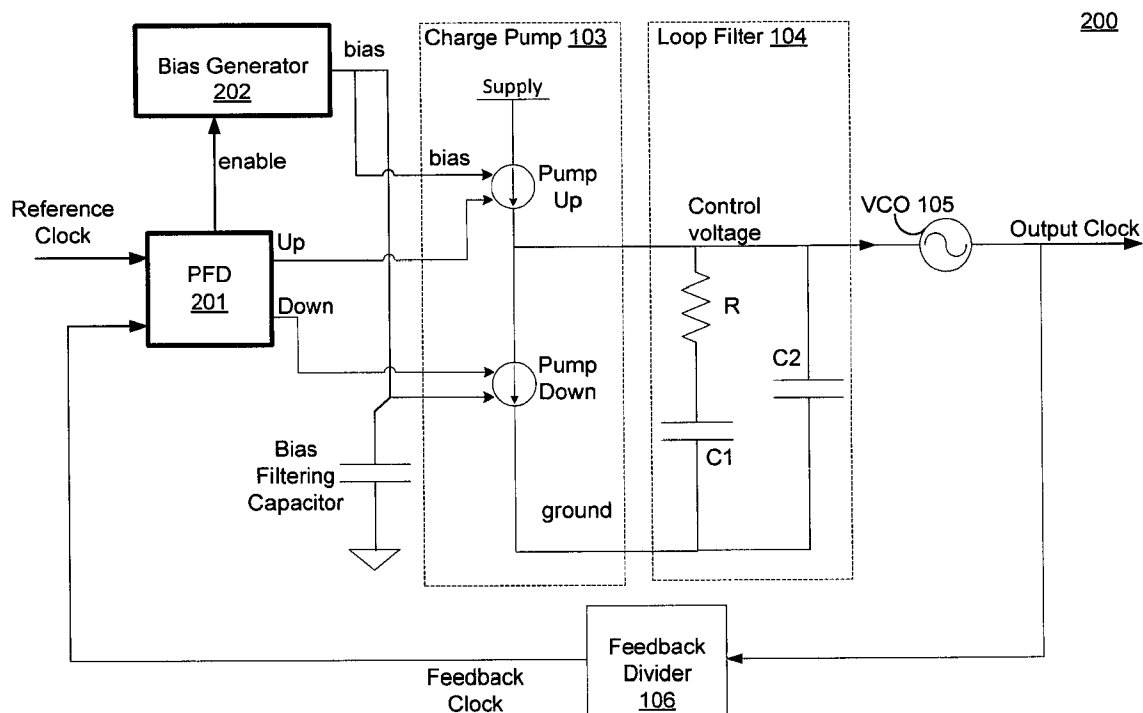 200
Charge Pump 103
Loop Filter 104
bias
Bias Generator
202
Supply
enable
bias
Pump
Up
Reference
Clock
Up
Control
voltage
VCO 105
Output Clock
PFD
201
Down
R
Pump
Down
C2
C1
Bias
Filtering
Capacitor
ground
Feedback
Divider
106
Feedback
Clock